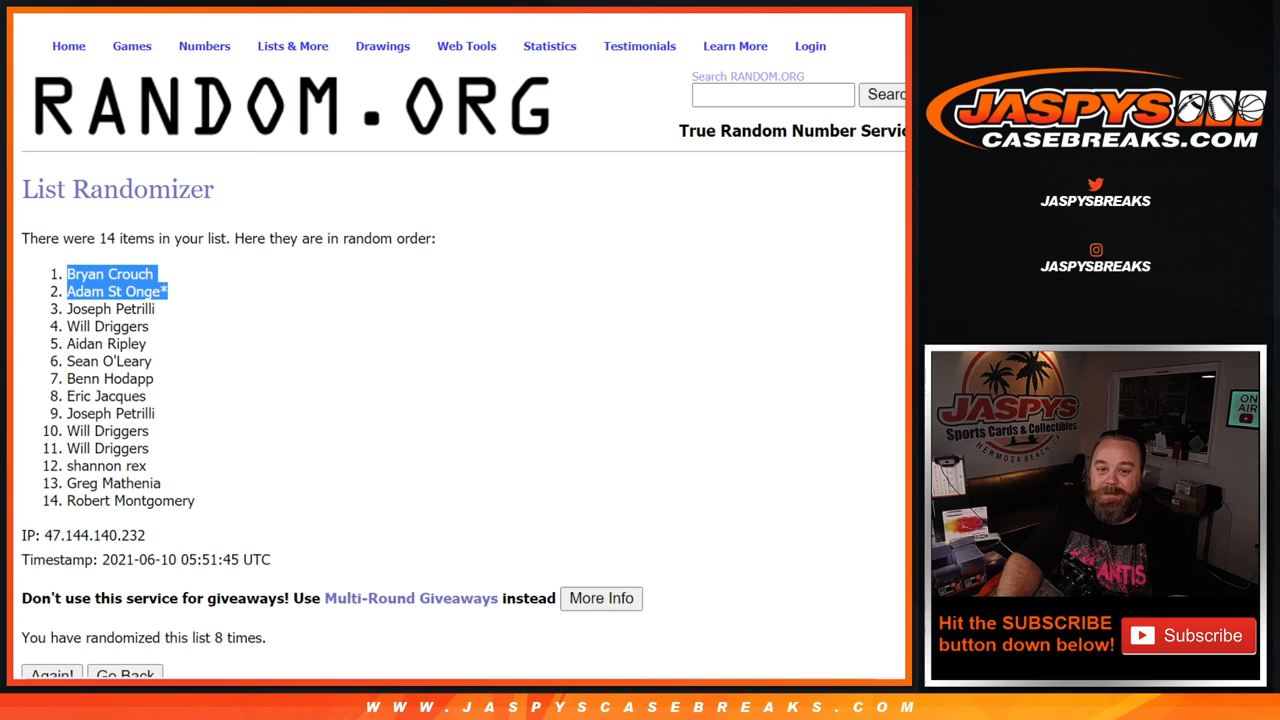 Home Games Numbers Lists & More Drawings Web Tools Statistics Testimonials Learn More Login
RANDOM.ORG
Search RANDOM.ORG
Searc
True Random Number Servic
List Randomizer
There were 14 items in your list. Here they are in random order:
1. Bryan Crouch
2. Adam St Onge*
3. Joseph Petrilli
4. Will Driggers
5. Aidan Ripley
6. Sean O'Leary
7. Benn Hodapp
8. Eric Jacques
9. Joseph Petrilli
10. Will Driggers
11. Will Driggers
12. shannon rex
13. Greg Mathenia
14. Robert Montgomery
IP: 47.144.140.232
Timestamp: 2021-06-10 05:51:45 UTC
Don't use this service for giveaways! Use Multi-Round Giveaways instead More Info
You have randomized this list 8 times.
Again! Go Back
JASPYS
CASEBREAKS.COM
JASPYSBREAKS
JASPYSBREAKS
JASPYS
Sports Cards & Collectibles
HERMOSA BEACH, CA
ON
AIR
ANTIS
Hit the SUBSCRIBE
button down below!
Subscribe
WWW.JASPYSCASEBREAKS.COM